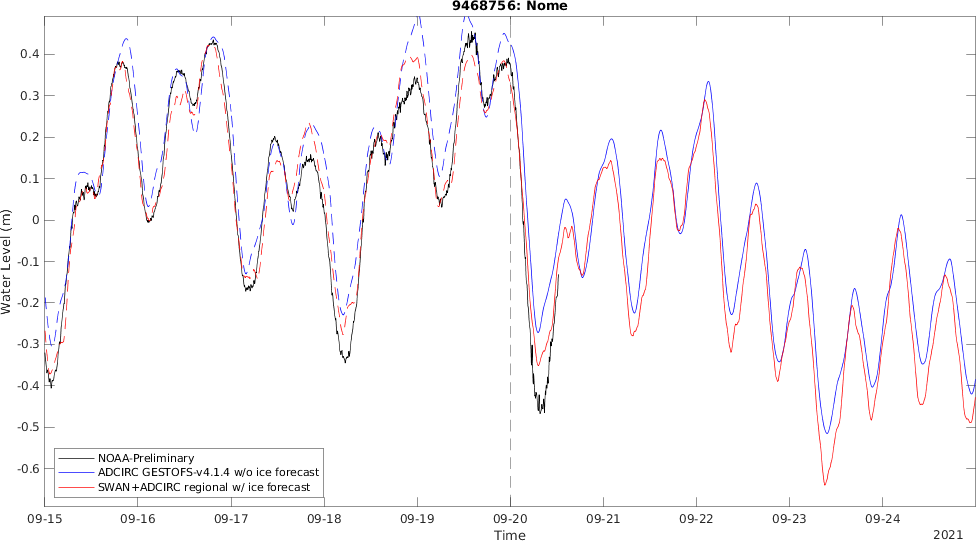 9468756: Nome
0.4
0.3
0.2
0.1
0
-0.1
-0.2
-0.3
-0.4
-0.5
-0.6
Water Level (m)
NOAA-Preliminary
ADCIRC GESTOFS-v4.1.4 w/o ice forecast
SWAN+ADCIRC regional w/ ice forecast
09-15 09-16 09-17 09-18 09-19 09-20 09-21 09-22 09-23 09-24
Time
2021